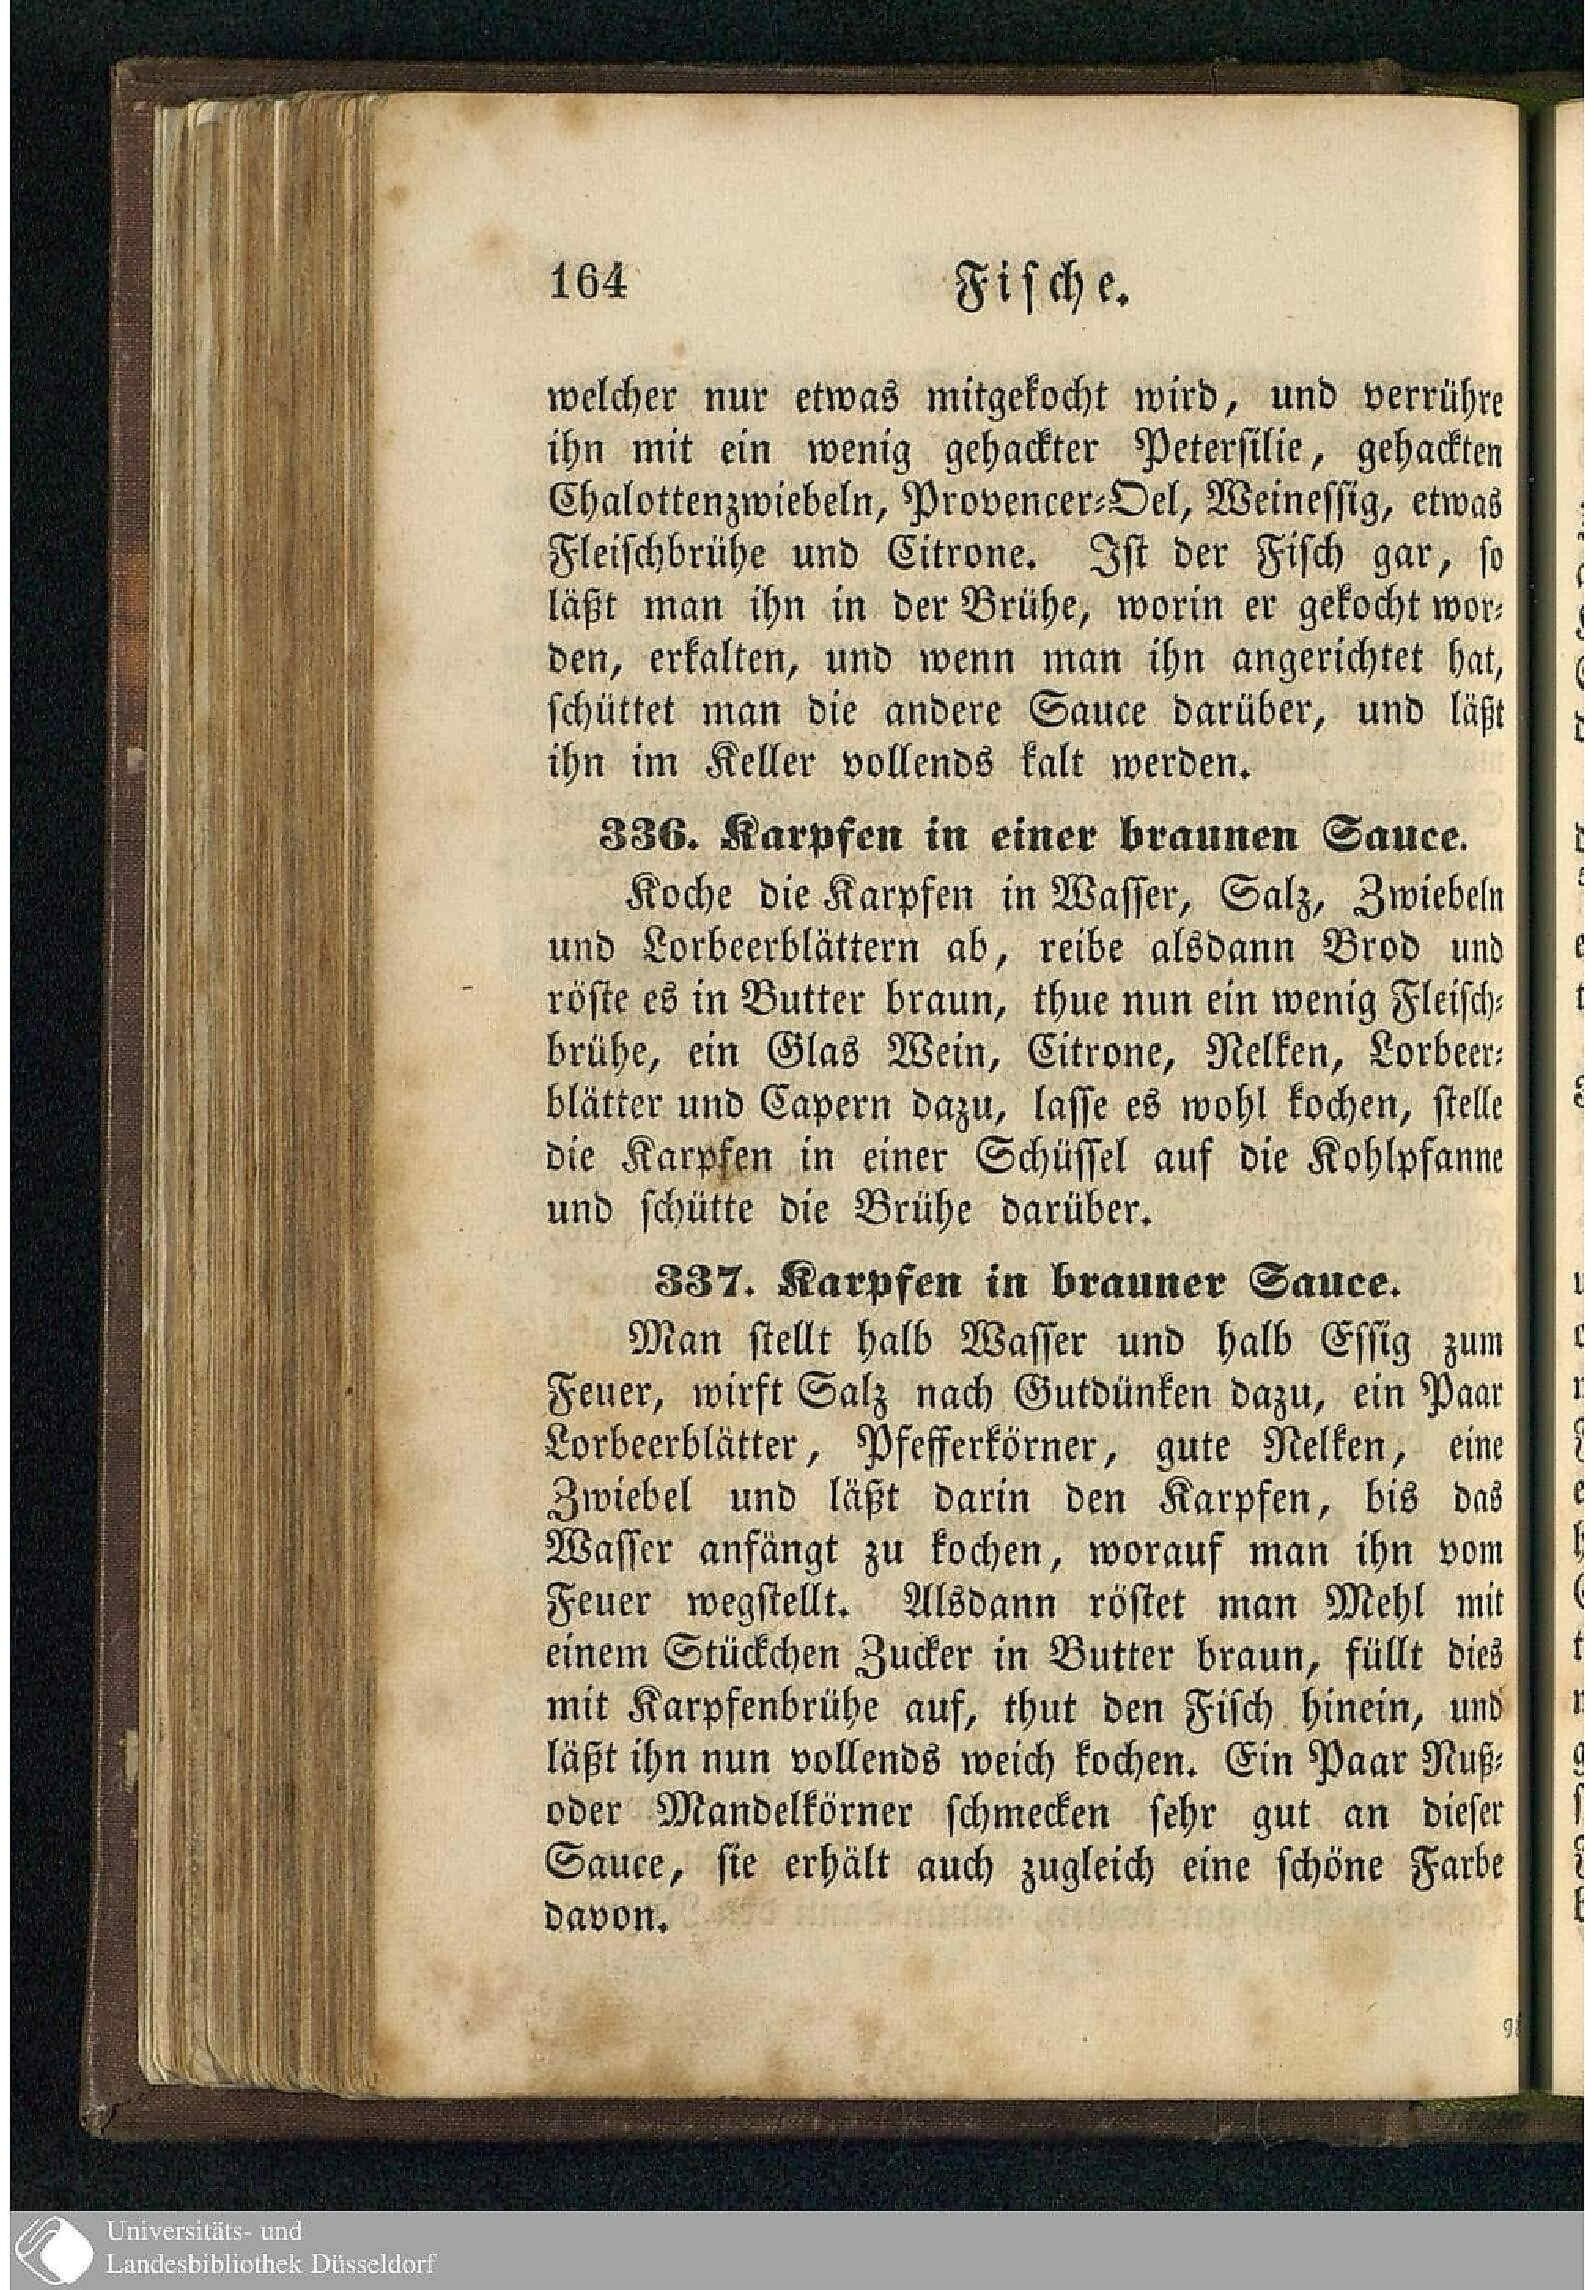 164 Fische.
welcher nur etwas mitgekocht wird, und verrühre
ihn mit ein wenig gehackter Petersilie, gehackten
Chalottenzwiebeln, Provencer-Oel, Weinessig, etwas
Fleischbrühe und Citrone. Ist der Fisch gar, so
läßt man ihn in der Brühe, worin er gekocht wor-
den, erkalten, und wenn man ihn angerichtet hat,
schüttet man die andere Sauce darüber, und läßt
ihn im Keller vollends kalt werden.
336. Karpfen in einer braunen Sauce.
Koche die Karpfen in Wasser, Salz, Zwiebeln
und Lorbeerblättern ab, reibe alsdann Brod und
röste es in Butter braun, thue nun ein wenig Fleisch-
brühe, ein Glas Wein, Citrone, Nelken, Lorbeer-
blätter und Capern dazu, lasse es wohl kochen, stelle
die Karpfen in einer Schüssel auf die Kohlpfanne
und schütte die Brühe darüber.
337. Karpfen in brauner Sauce.
Man stellt halb Wasser und halb Essig zum
Feuer, wirft Salz nach Gutdünken dazu, ein Paar
Lorbeerblätter, Pfefferkörner, gute Nelken, eine
Zwiebel und läßt darin den Karpfen, bis das
Wasser anfängt zu kochen, worauf man ihn vom
Feuer wegstellt. Alsdann röstet man Mehl mit
einem Stückchen Zucker in Butter braun, füllt dies
mit Karpfenbrühe auf, thut den Fisch hinein, und
läßt ihn nun vollends weich kochen. Ein Paar Nuß-
oder Mandelkörner schmecken sehr gut an dieser
Sauce, sie erhält auch zugleich eine schöne Farbe
davon.
Universitäts- und
Landesbibliothek Düsseldorf